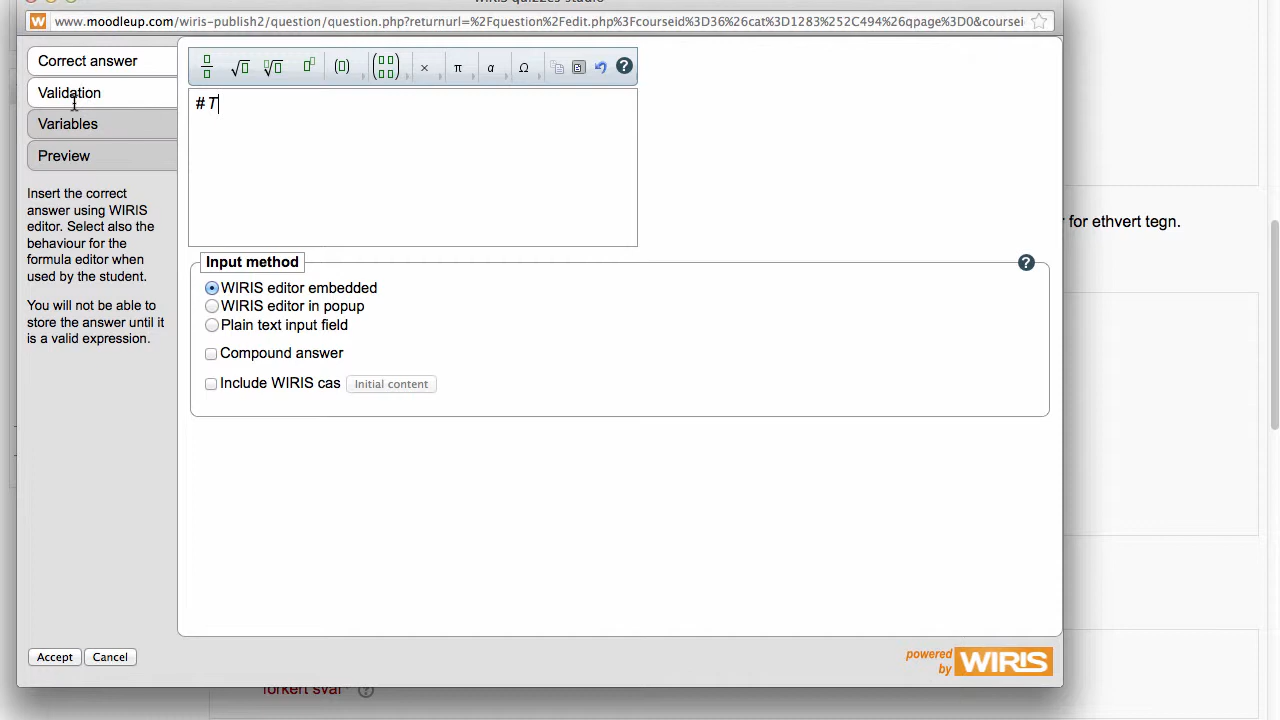 www.moodleup.com/wiris-publish2/question/question.php?returnurl=%2Fquestion%2Fedit.php%3Fcourseid%3D36%26cat%3D1283%252C494%26qpage%3D0&coursei
Correct answer
Validation
Variables
Preview
Insert the correct
answer using WIRIS
editor. Select also the
behaviour for the
formula editor when
used by the student.
You will not be able to
store the answer until it
is a valid expression.
π α Ω
# T
Input method
WIRIS editor embedded
WIRIS editor in popup
Plain text input field
Compound answer
Include WIRIS cas Initial content
for ethvert tegn.
Accept Cancel
powered
by WIRIS
forkert svar